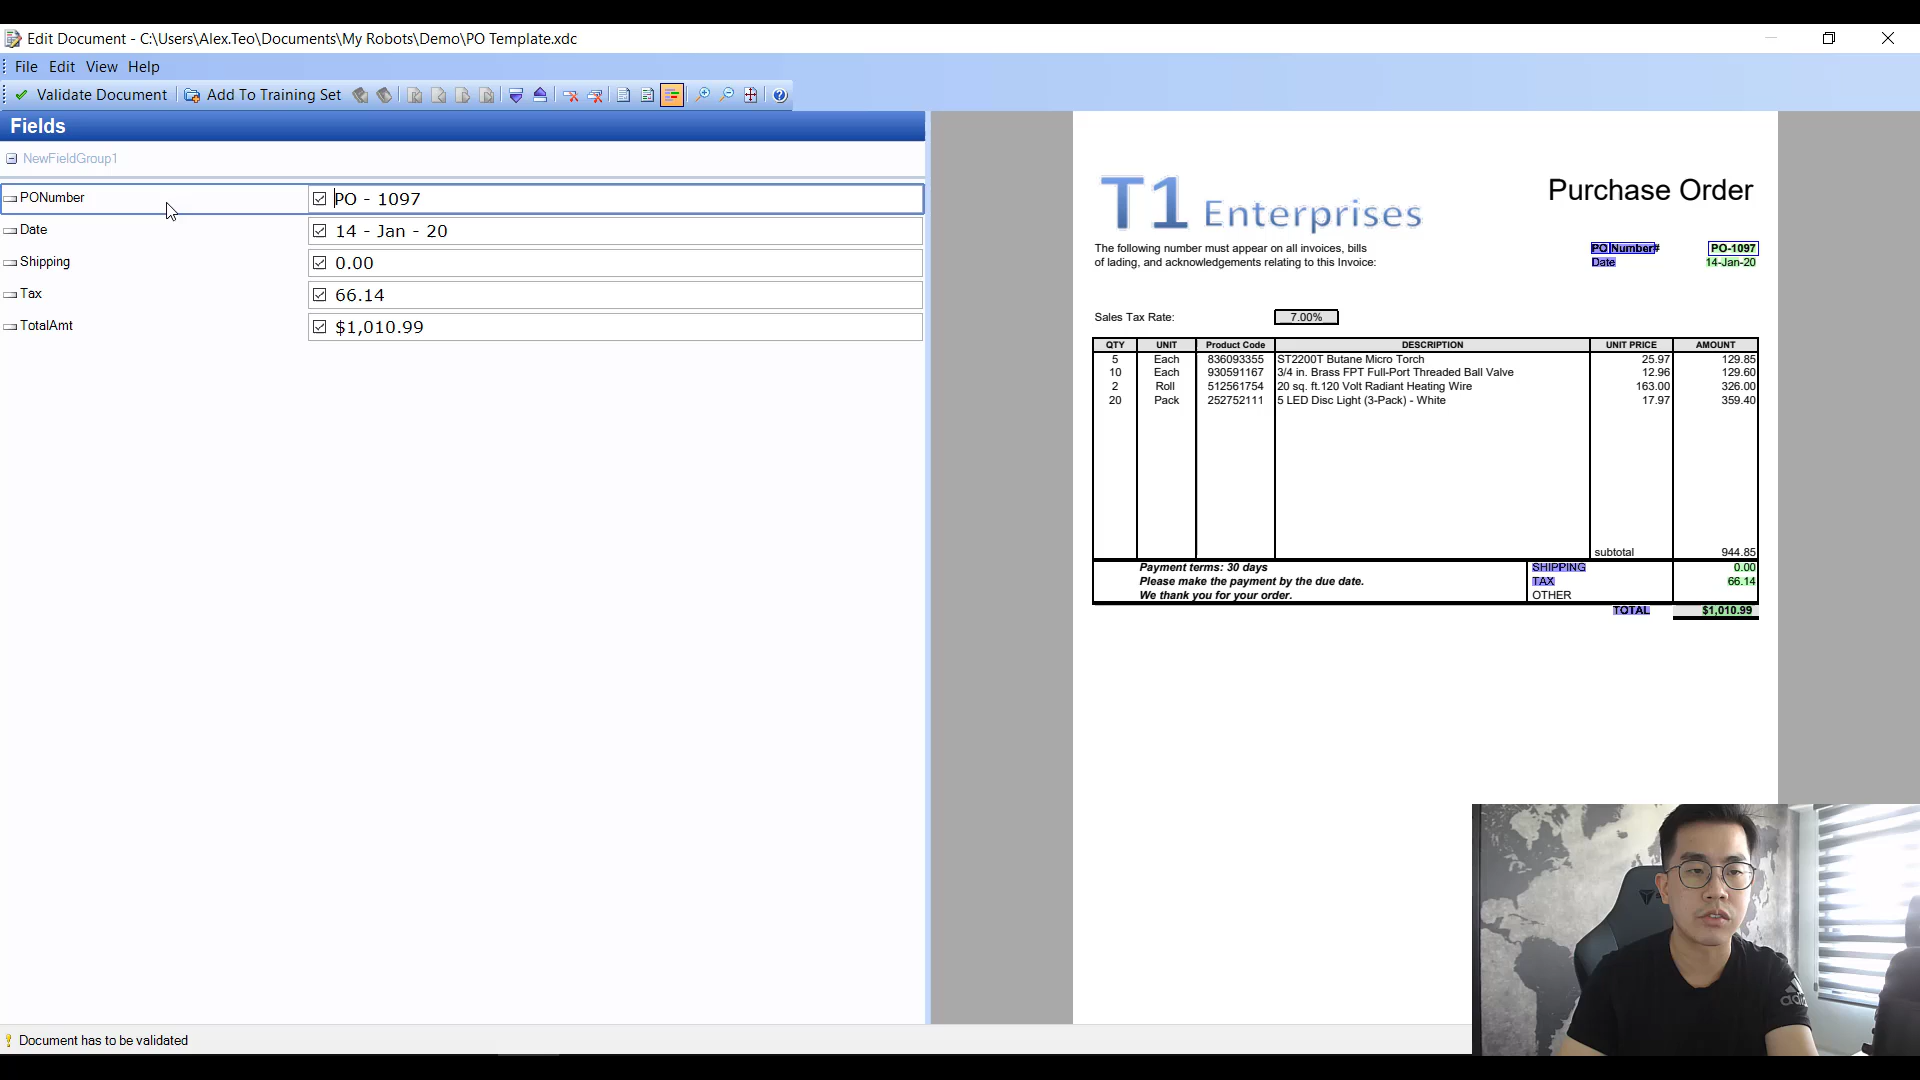 Edit Document - C:\Users\Alex.Teo\Documents\My Robots\Demo\PO Template.xdc
File Edit View Help
Validate Document Add To Training Set
Fields
NewFieldGroup1
PONumber PO - 1097
Date 14 - Jan - 20
Shipping 0.00
Tax 66.14
TotalAmt $1,010.99
Document has to be validated
T1 Enterprises
Purchase Order
The following number must appear on all invoices, bills
of lading, and acknowledgements relating to this Invoice:
PO Number# PO-1097
Date 14-Jan-20
Sales Tax Rate: 7.00%
QTY UNIT Product Code DESCRIPTION UNIT PRICE AMOUNT
5 Each 836093355 ST2200T Butane Micro Torch 25.97 129.85
10 Each 930591167 3/4 in. Brass FPT Full-Port Threaded Ball Valve 12.96 129.60
2 Roll 512561754 20 sq. ft.120 Volt Radiant Heating Wire 163.00 326.00
20 Pack 252752111 5 LED Disc Light (3-Pack) - White 17.97 359.40
subtotal 944.85
Payment terms: 30 days SHIPPING 0.00
Please make the payment by the due date. TAX 66.14
We thank you for your order. OTHER
TOTAL $1,010.99